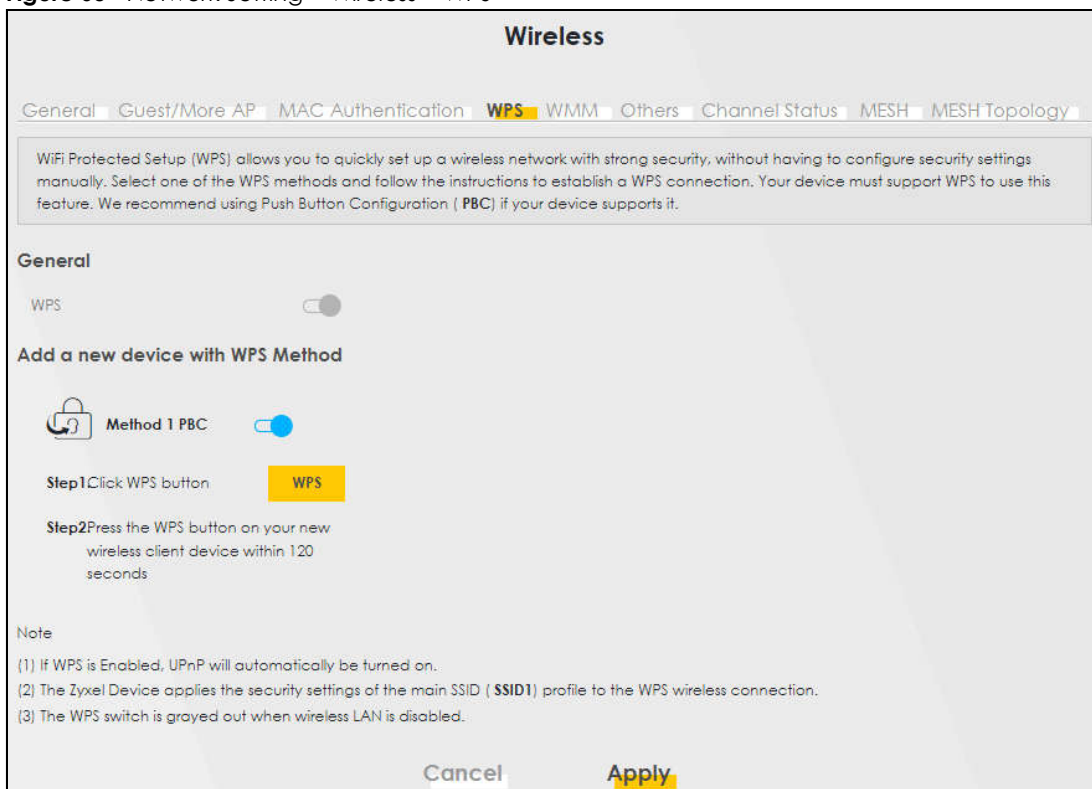 Wireless
General Guest/More AP MAC Authentication WPS WMM Others Channel Status MESH MESH Topology
WiFi Protected Setup (WPS) allows you to quickly set up a wireless network with strong security, without having to configure security settings
manually. Select one of the WPS methods and follow the instructions to establish a WPS connection. Your device must support WPS to use this
feature. We recommend using Push Button Configuration ( PBC) if your device supports it.
General
WPS
Add a new device with WPS Method
Method 1 PBC
Step1 Click WPS button WPS
Step2 Press the WPS button on your new
wireless client device within 120
seconds
Note
(1) If WPS is Enabled, UPnP will automatically be turned on.
(2) The Zyxel Device applies the security settings of the main SSID ( SSID1) profile to the WPS wireless connection.
(3) The WPS switch is grayed out when wireless LAN is disabled.
Cancel Apply